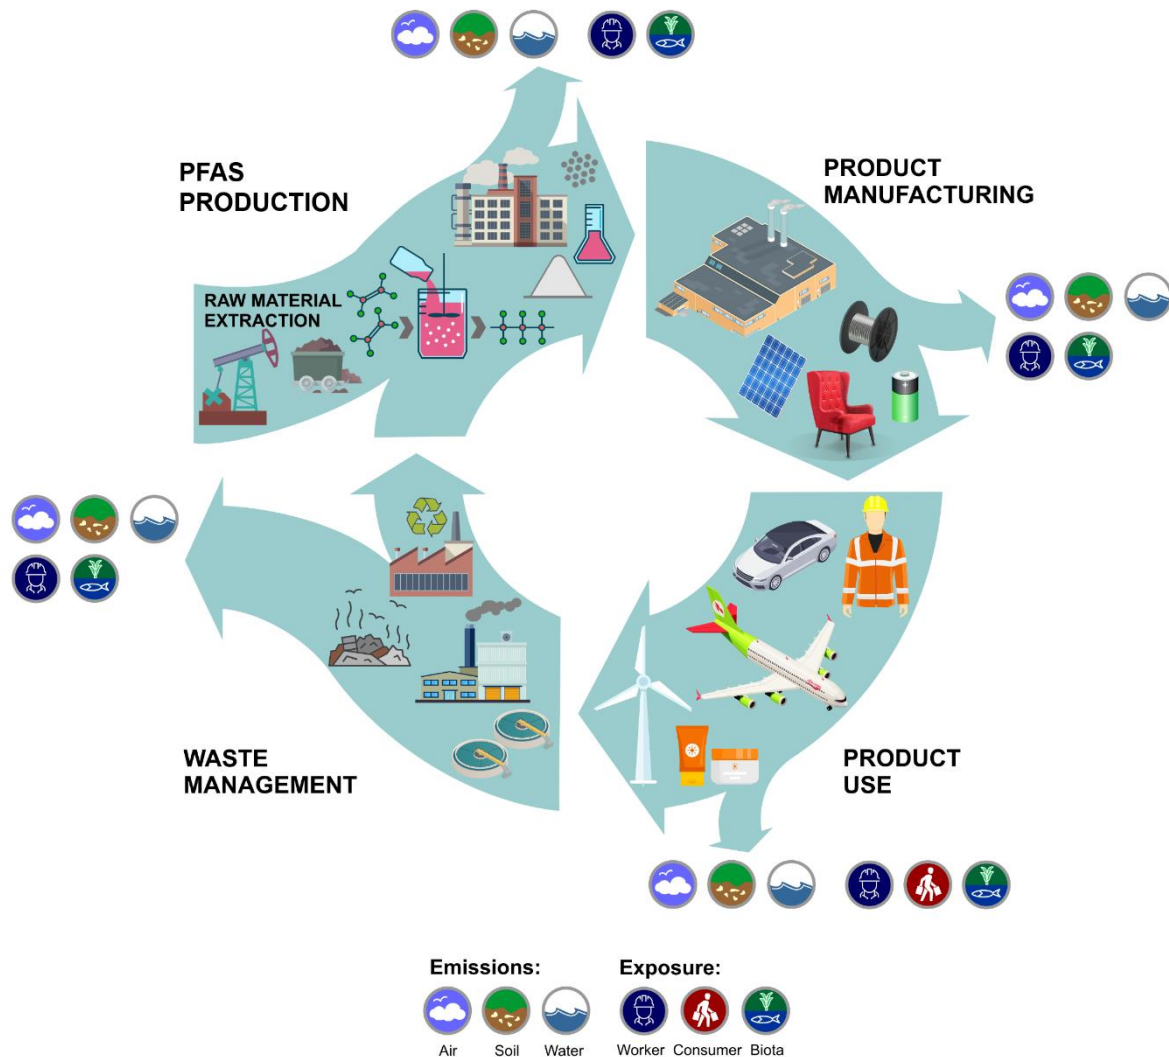 PFAS
PRODUCTION
PRODUCT
MANUFACTURING
RAW MATERIAL
EXTRACTION
WASTE
MANAGEMENT
PRODUCT
USE
Emissions:
Exposure:
Air
Soil
Water
Worker
Consumer
Biota